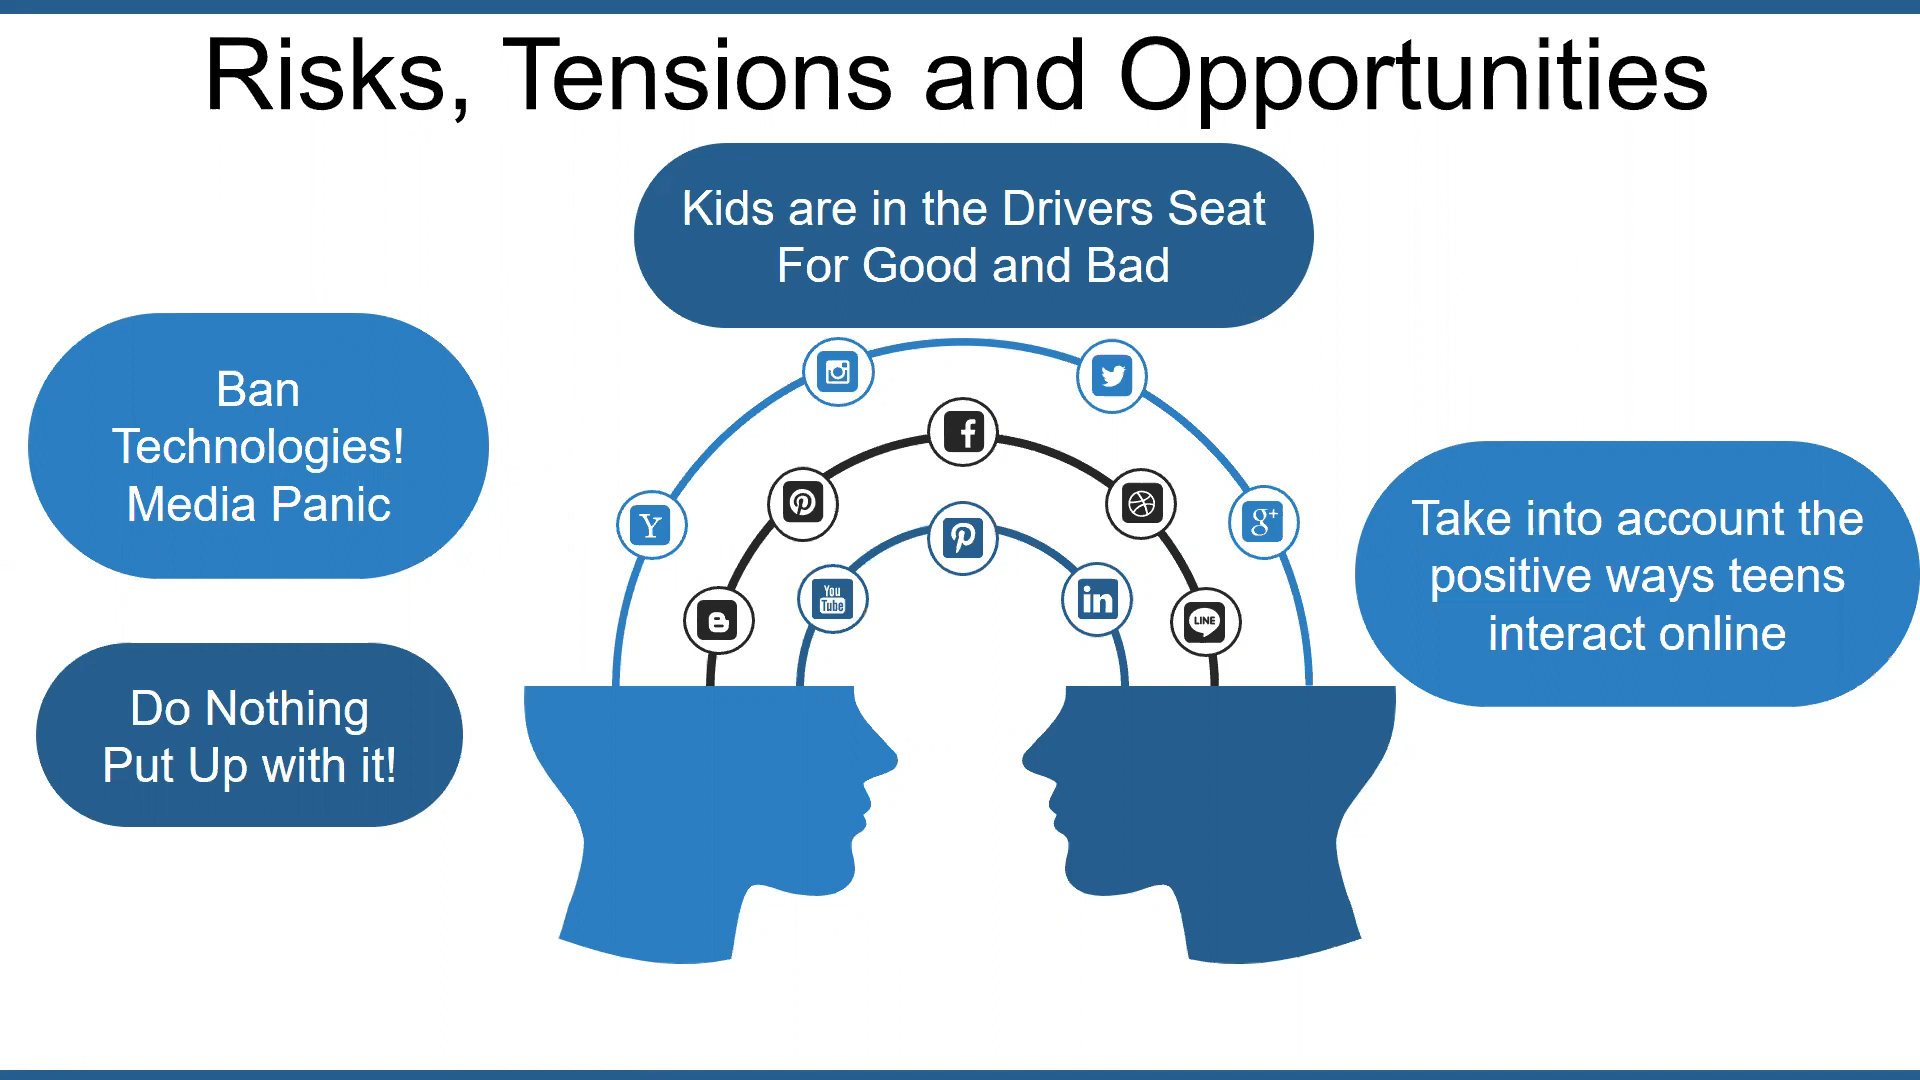 Risks, Tensions and Opportunities
Kids are in the Drivers Seat
For Good and Bad
Ban
Technologies!
Media Panic
Do Nothing
Put Up with it!
Take into account the
positive ways teens
interact online
Y
g+
You
Tube
in
LINE